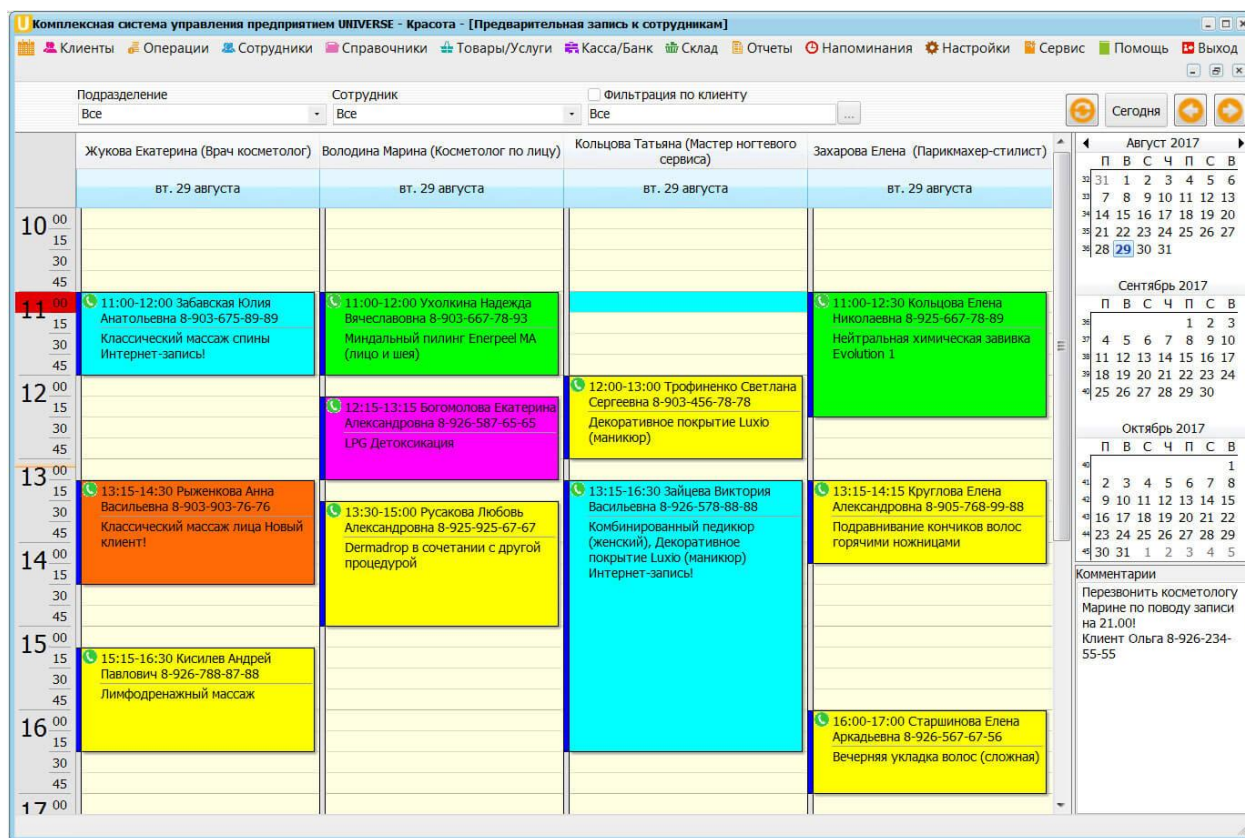 Комплексная система управления предприятием UNIVERSE - Красота - [Предварительная запись к сотрудникам]
Клиенты Операции Сотрудники Справочники Товары/Услуги Касса/Банк Склад Отчеты Напоминания Настройки Сервис Помощь Выход
Подразделение
Все
Сотрудник
Все
Фильтрация по клиенту
Все
...
Сегодня
Жукова Екатерина (Врач косметолог)
Володина Марина (Косметолог по лицу)
Кольцова Татьяна (Мастер ногтевого
сервиса)
Захарова Елена (Парикмахер-стилист)
вт. 29 августа
вт. 29 августа
вт. 29 августа
вт. 29 августа
10 00
15
30
45
11 00
15
30
45
12 00
15
30
45
13 00
15
30
45
14 00
15
30
45
15 00
15
30
45
16 00
15
30
45
17 00
11:00-12:00 Забавская Юлия
Анатольевна 8-903-675-89-89
Классический массаж спины
Интернет-запись!
13:15-14:30 Рыженкова Анна
Васильевна 8-903-903-76-76
Классический массаж лица Новый
клиент!
15:15-16:30 Кисилев Андрей
Павлович 8-926-788-87-88
Лимфодренажный массаж
11:00-12:00 Ухолкина Надежда
Вячеславовна 8-903-667-78-93
Миндальный пилинг Enerpeel MA
(лицо и шея)
12:15-13:15 Богомолова Екатерина
Александровна 8-926-587-65-65
LPG Детоксикация
13:30-15:00 Русакова Любовь
Александровна 8-925-925-67-67
Dermadrop в сочетании с другой
процедурой
12:00-13:00 Трофиненко Светлана
Сергеевна 8-903-456-78-78
Декоративное покрытие Luxio
(маникюр)
13:15-16:30 Зайцева Виктория
Васильевна 8-926-578-88-88
Комбинированный педикюр
(женский), Декоративное
покрытие Luxio (маникюр)
Интернет-запись!
11:00-12:30 Кольцова Елена
Николаевна 8-925-667-78-89
Нейтральная химическая завивка
Evolution 1
13:15-14:15 Круглова Елена
Александровна 8-905-768-99-88
Подравнивание кончиков волос
горячими ножницами
16:00-17:00 Старшинова Елена
Аркадьевна 8-926-567-67-56
Вечерняя укладка волос (сложная)
Август 2017
П В С Ч П С В
32 31 1 2 3 4 5 6
33 7 8 9 10 11 12 13
34 14 15 16 17 18 19 20
35 21 22 23 24 25 26 27
36 28 29 30 31
Сентябрь 2017
П В С Ч П С В
36 1 2 3
37 4 5 6 7 8 9 10
38 11 12 13 14 15 16 17
39 18 19 20 21 22 23 24
40 25 26 27 28 29 30
Октябрь 2017
П В С Ч П С В
40 1
41 2 3 4 5 6 7 8
42 9 10 11 12 13 14 15
43 16 17 18 19 20 21 22
44 23 24 25 26 27 28 29
45 30 31 1 2 3 4 5
Комментарии
Перезвонить косметологу
Марине по поводу записи
на 21.00!
Клиент Ольга 8-926-234-
55-55